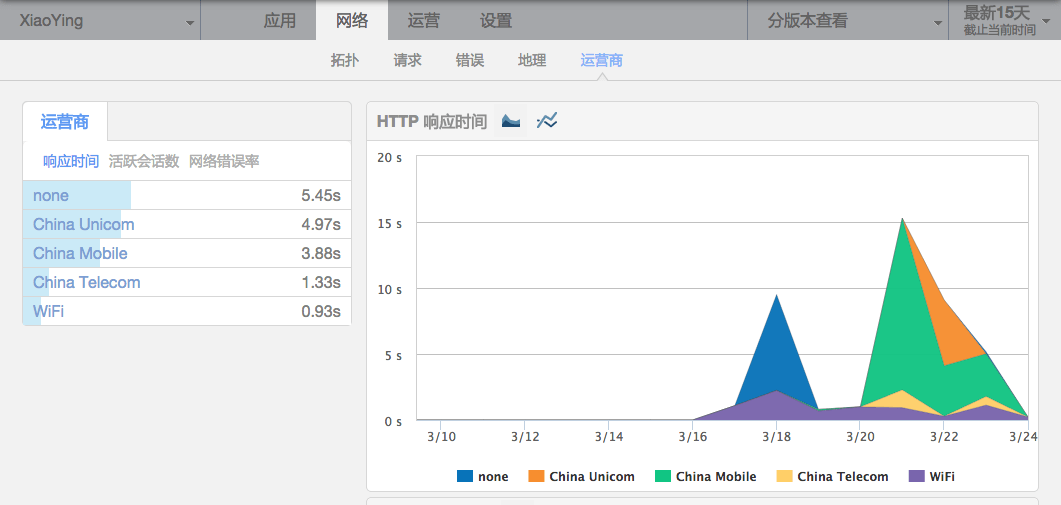 XiaoYing 应用 网络 运营 设置 分版本查看 最新15天
截止当前时间
拓扑 请求 错误 地理 运营商
运营商
响应时间 活跃会话数 网络错误率
none 5.45s
China Unicom 4.97s
China Mobile 3.88s
China Telecom 1.33s
WiFi 0.93s
HTTP 响应时间
20 s
15 s
10 s
5 s
0 s
3/10 3/12 3/14 3/16 3/18 3/20 3/22 3/24
none China Unicom China Mobile China Telecom WiFi